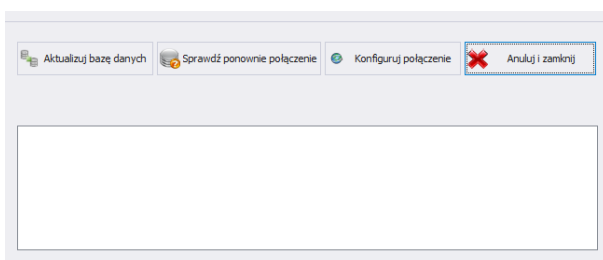 Aktualizuj bazę danych Sprawdź ponownie połączenie Konfiguruj połączenie Anuluj i zamknij